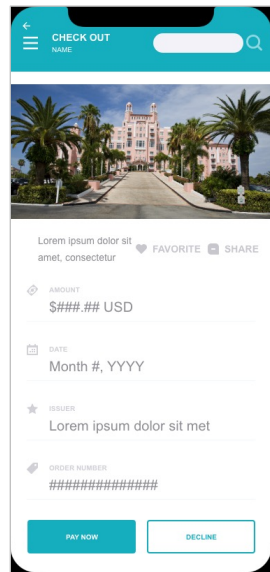 CHECK OUT
NAME
Lorem ipsum dolor sit
amet, consectetur
FAVORITE
SHARE
AMOUNT
$###.## USD
DATE
Month #, YYYY
ISSUER
Lorem ipsum dolor sit met
ORDER NUMBER
##############
PAY NOW
DECLINE